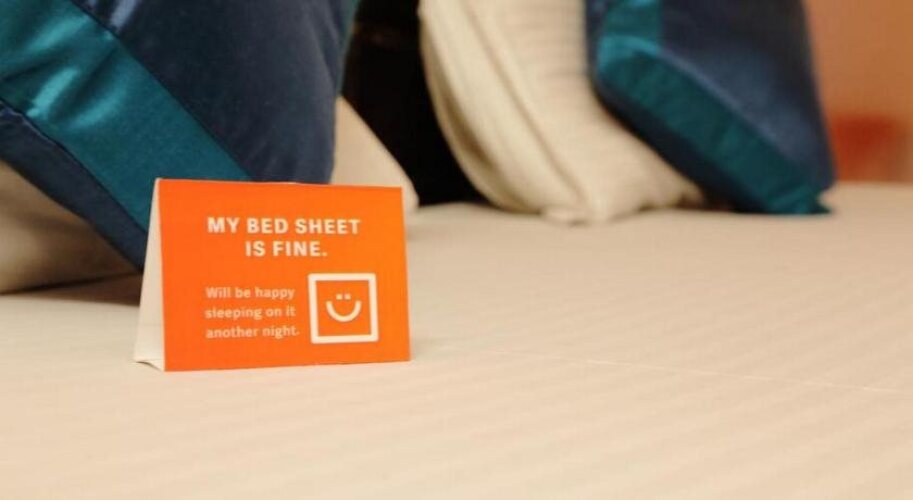 MY BED SHEET
IS FINE.
Will be happy
sleeping on it
another night.